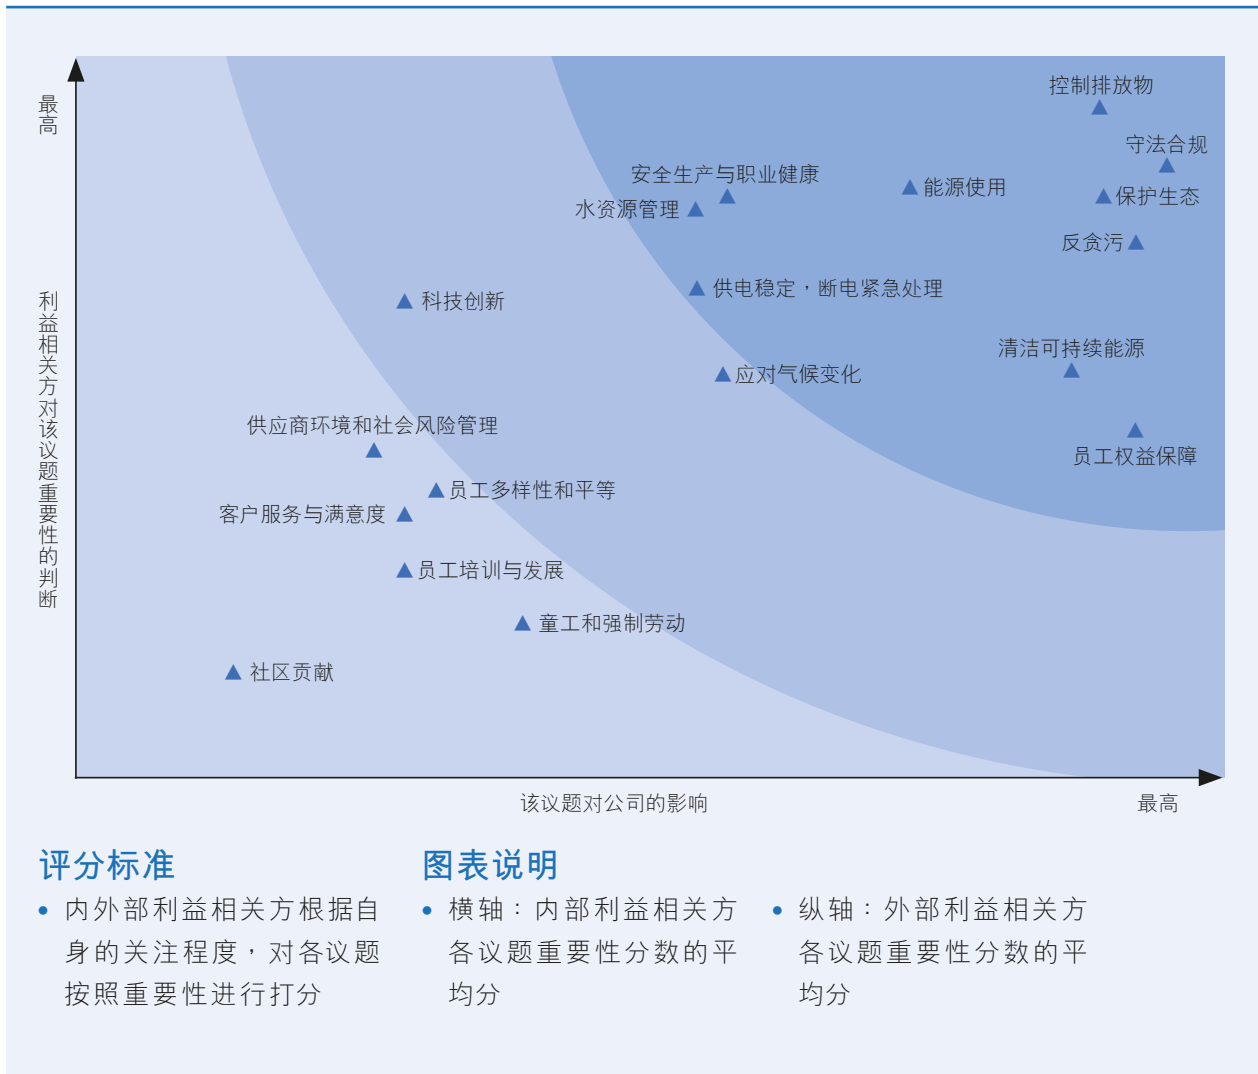 最高
利益相关方对该议题重要性的判断
控制排放物
守法合规
安全生产与职业健康
能源使用
保护生态
水资源管理
反贪污
供电稳定，断电紧急处理
科技创新
清洁可持续能源
应对气候变化
供应商环境和社会风险管理
员工权益保障
员工多样性和平等
客户服务与满意度
员工培训与发展
童工和强制劳动
社区贡献
该议题对公司的影响
最高
评分标准
• 内外部利益相关方根据自
身的关注程度，对各议题
按照重要性进行打分
图表说明
• 横轴：内部利益相关方
各议题重要性分数的平
均分
• 纵轴：外部利益相关方
各议题重要性分数的平
均分